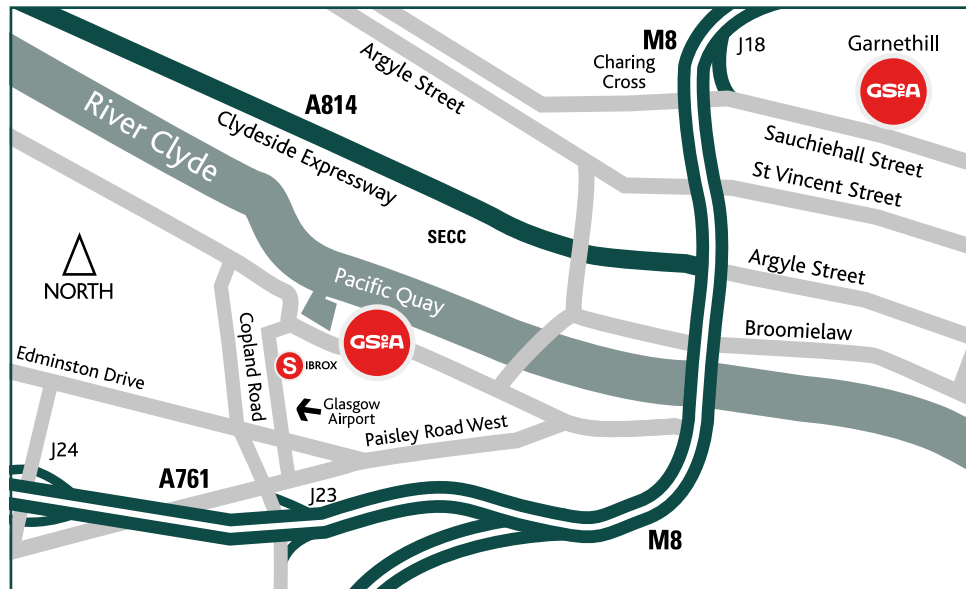 M8
J18
Garnethill
GSOFA
Charing
Cross
Argyle Street
A814
River Clyde
Clydeside Expressway
Sauchiehall Street
St Vincent Street
SECC
NORTH
Pacific Quay
Argyle Street
Broomielaw
GSOFA
Copland Road
S
IBROX
Edminston Drive
Glasgow
Airport
Paisley Road West
J24
A761
J23
M8